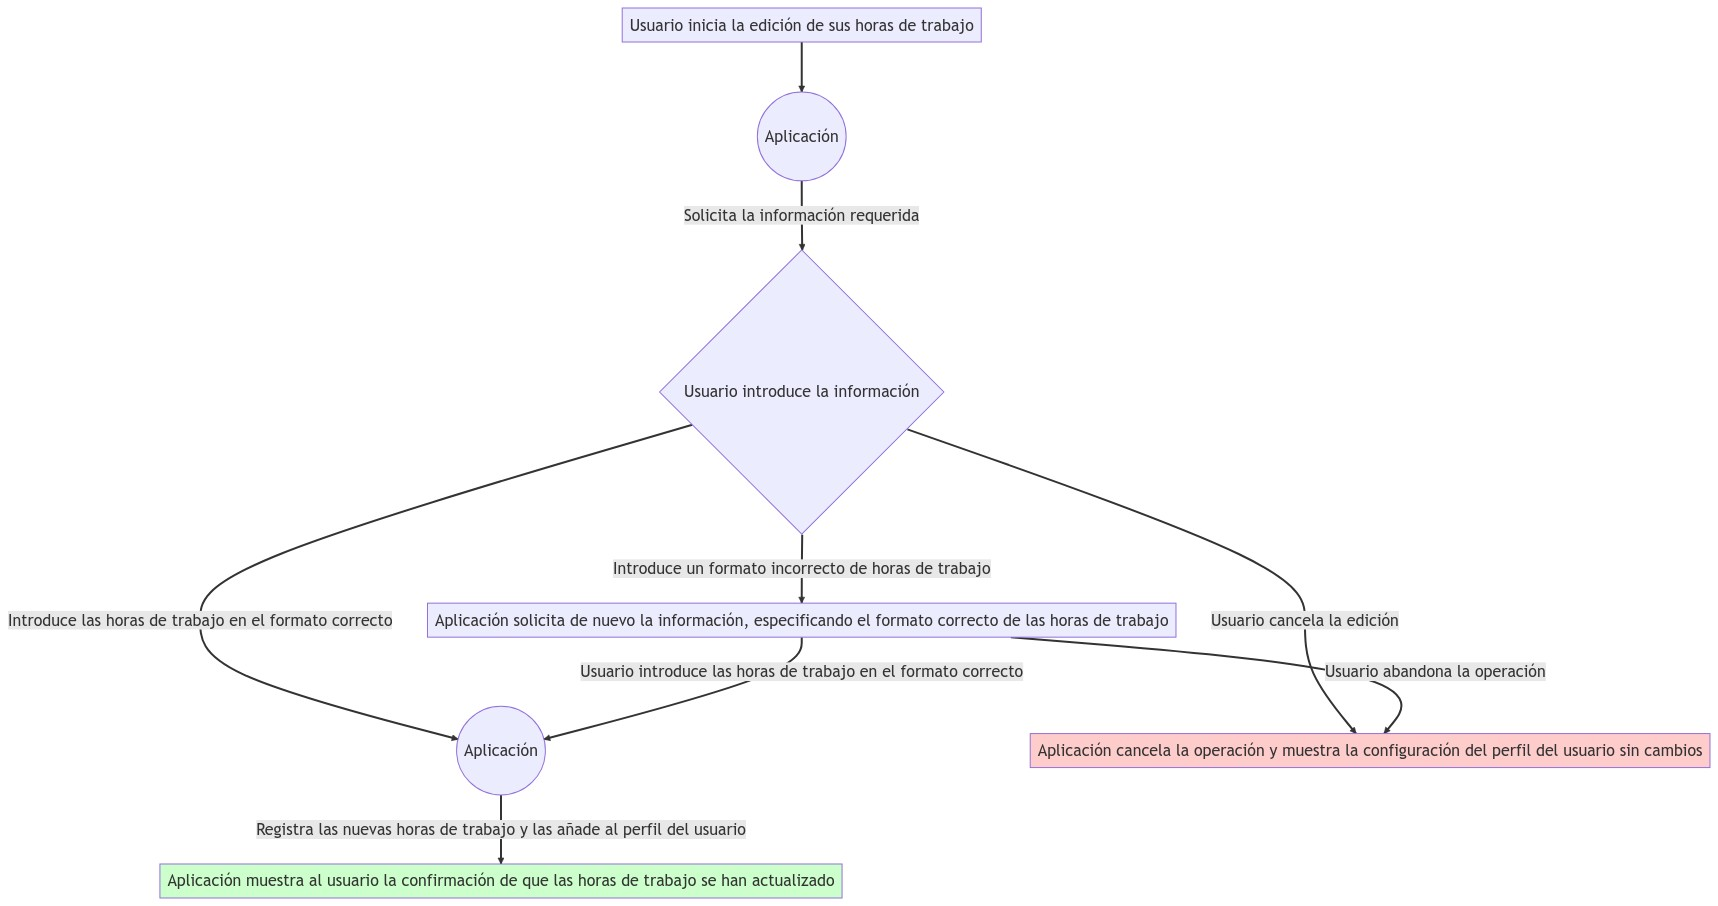 Usuario inicia la edición de sus horas de trabajo
Aplicación
Solicita la información requerida
Usuario introduce la información
Introduce un formato incorrecto de horas de trabajo
Introduce las horas de trabajo en el formato correcto
Aplicación solicita de nuevo la información, especificando el formato correcto de las horas de trabajo
Usuario cancela la edición
Usuario introduce las horas de trabajo en el formato correcto
Usuario abandona la operación
Aplicación
Aplicación cancela la operación y muestra la configuración del perfil del usuario sin cambios
Registra las nuevas horas de trabajo y las añade al perfil del usuario
Aplicación muestra al usuario la confirmación de que las horas de trabajo se han actualizado